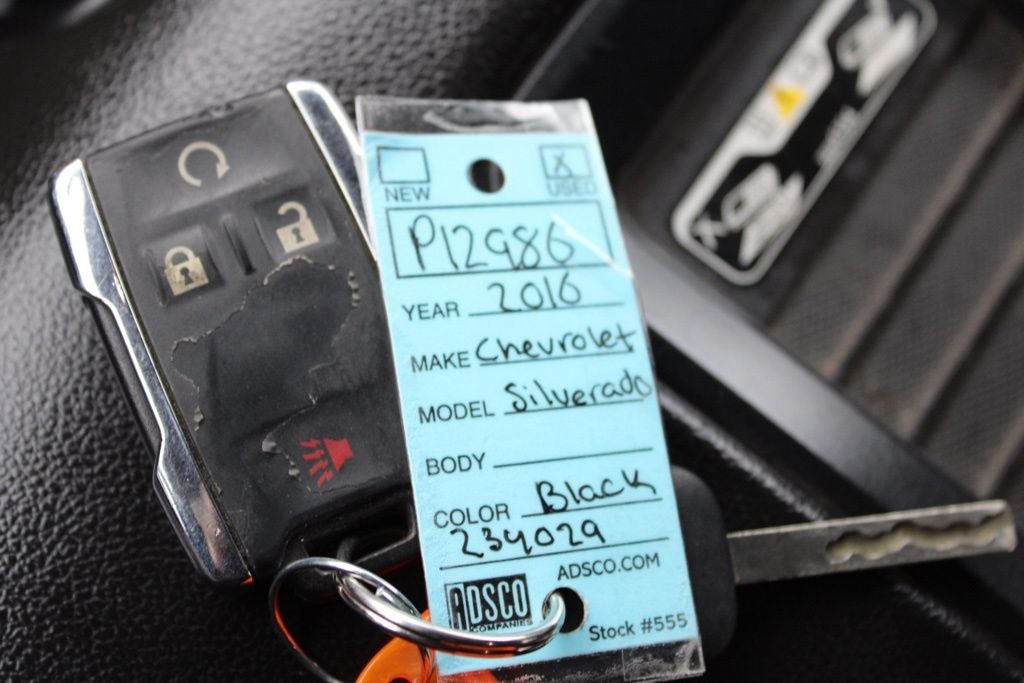 NEW
X
USED
P12986
YEAR 2016
MAKE Chevrolet
MODEL Silverado
BODY
COLOR Black
234029
ADSCO.COM
ADSCO
COMPANIES
Stock #555